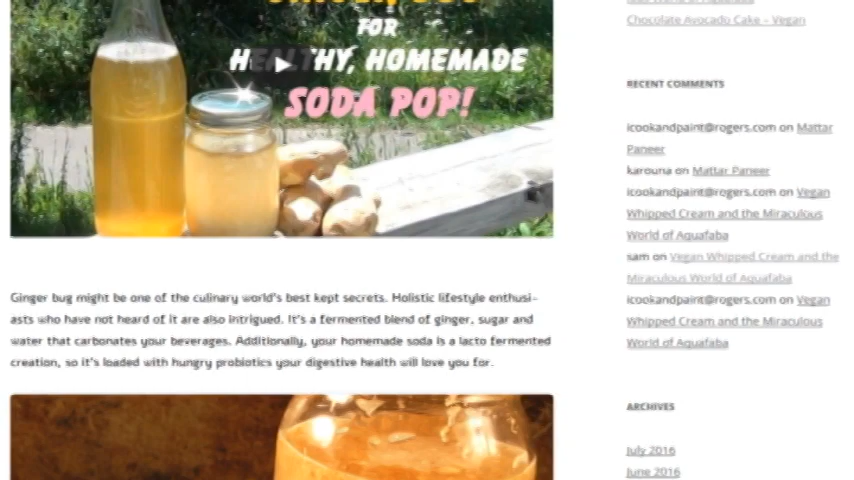 FOR
HEALTHY, HOMEMADE
SODA POP!
Ginger bug might be one of the culinary world's best kept secrets. Holistic lifestyle enthusi-
asts who have not heard of it are also intrigued. It's a fermented blend of ginger, sugar and
water that carbonates your beverages. Additionally, your homemade soda is a lacto fermented
creation, so it's loaded with hungry probiotics your digestive health will love you for.
Chocolate Avocado Cake – Vegan
RECENT COMMENTS
icookandpaint@rogers.com on Mattar
Paneer
karouna on Mattar Paneer
icookandpaint@rogers.com on Vegan
Whipped Cream and the Miraculous
World of Aquafaba
sam on Vegan Whipped Cream and the
Miraculous World of Aquafaba
icookandpaint@rogers.com on Vegan
Whipped Cream and the Miraculous
World of Aquafaba
ARCHIVES
July 2016
June 2016